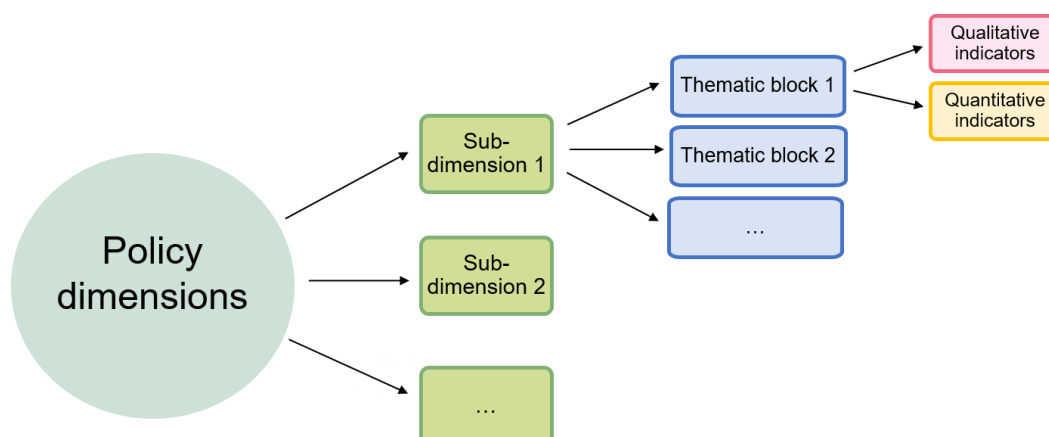 Policy
dimensions
Sub-
dimension 1
Sub-
dimension 2
...
Thematic block 1
Thematic block 2
...
Qualitative
indicators
Quantitative
indicators